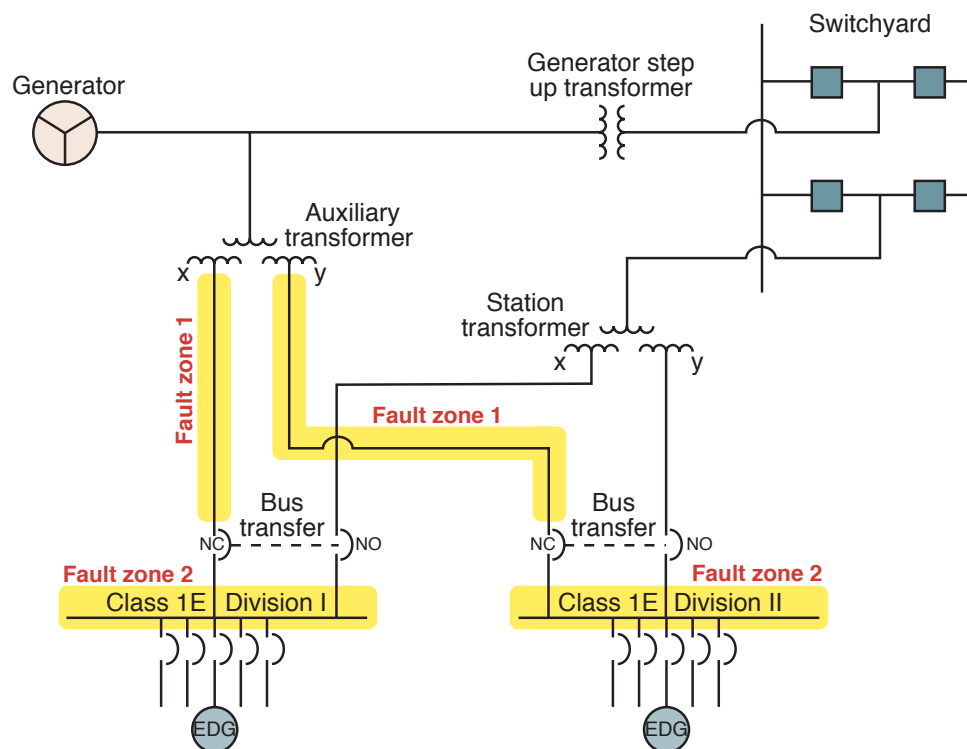 Switchyard
Generator
Generator step
up transformer
Auxiliary
transformer
x
y
Station
transformer
x
y
Fault zone 1
Fault zone 1
Bus
transfer
NC
NO
Bus
transfer
NC
NO
Fault zone 2
Class 1E
Division I
Fault zone 2
Class 1E
Division II
EDG
EDG